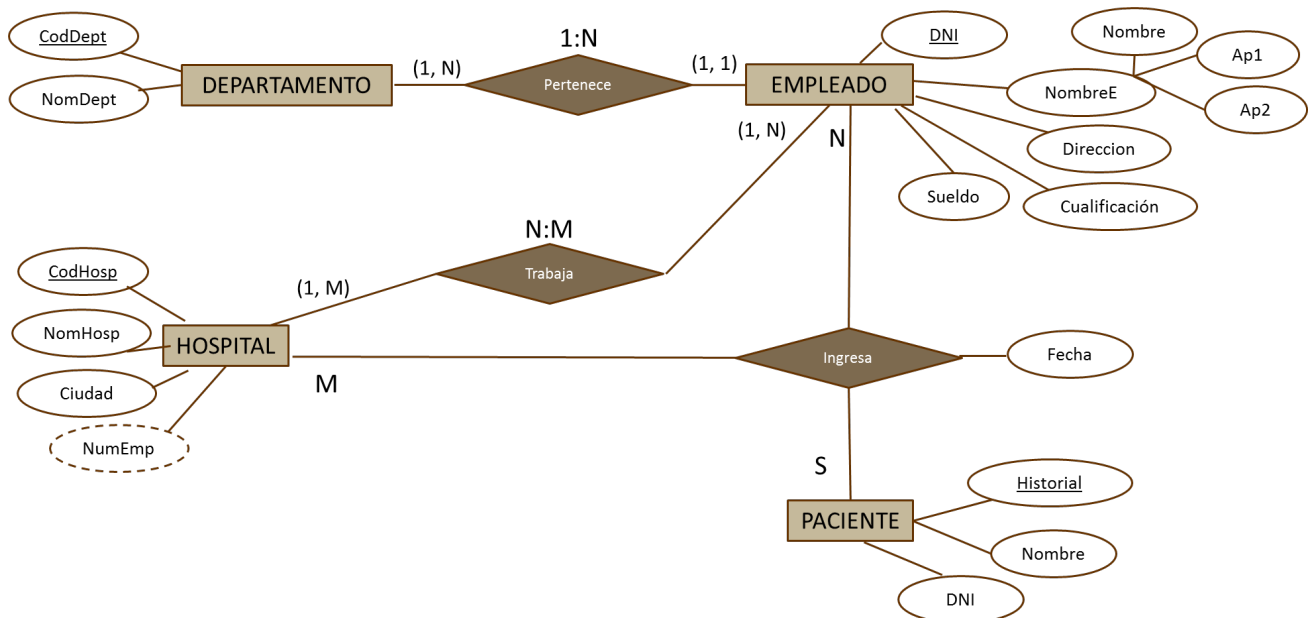 CodDept
NomDept
DEPARTAMENTO
(1, N)
1:N
Pertenece
(1, 1)
EMPLEADO
DNI
Nombre
Ap1
Ap2
NombreE
Direccion
Cualificación
Sueldo
(1, N)
N
N:M
Trabaja
(1, M)
CodHosp
NomHosp
HOSPITAL
Ciudad
NumEmp
M
Ingresa
Fecha
S
PACIENTE
Historial
Nombre
DNI